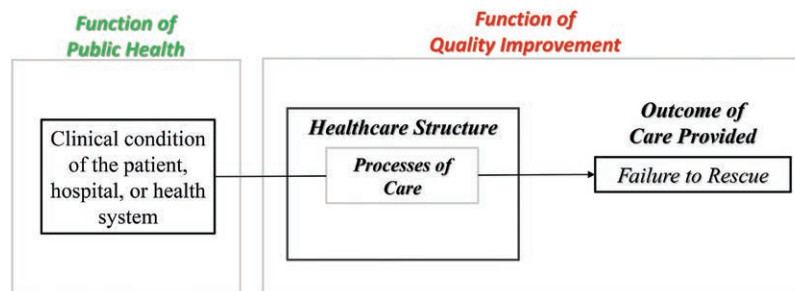 Function of
Public Health
Function of
Quality Improvement
Clinical condition
of the patient,
hospital, or health
system
Healthcare Structure
Processes of
Care
Outcome of
Care Provided
Failure to Rescue